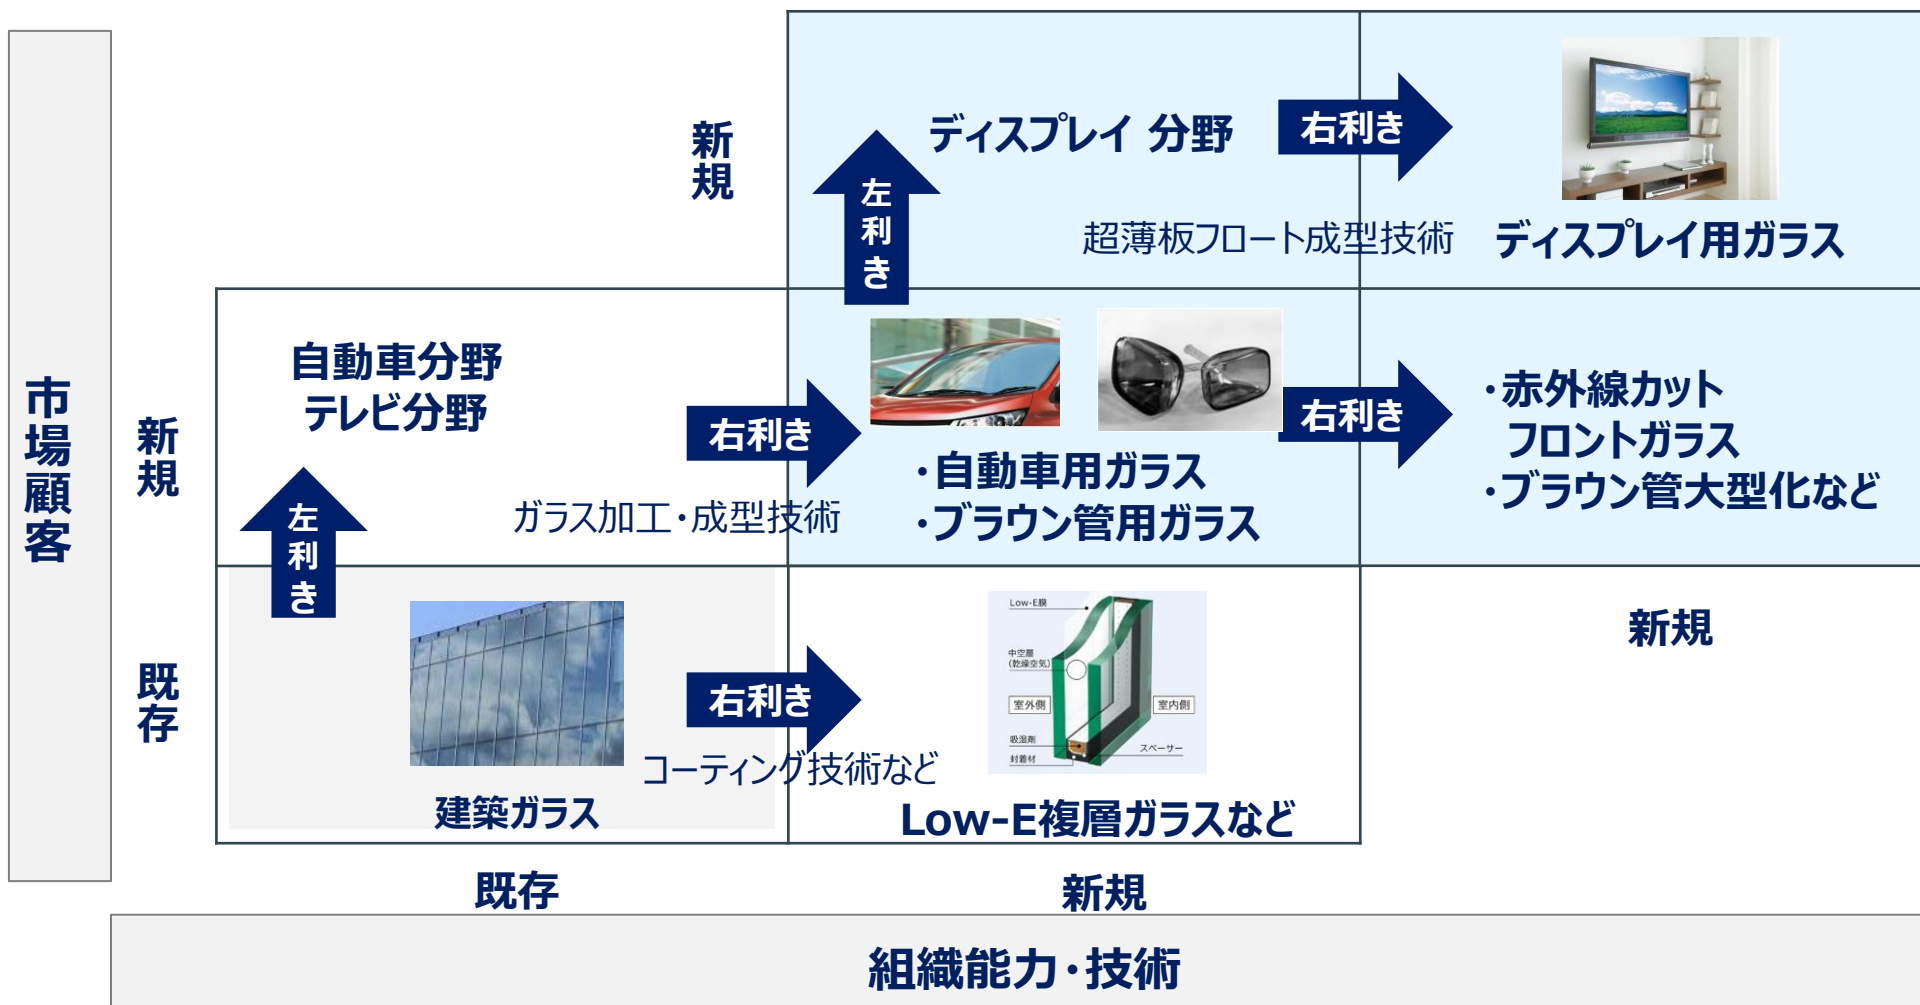 市場顧客
新規
ディスプレイ 分野
右利き
左利き
超薄板フロート成型技術
ディスプレイ用ガラス
新規
自動車分野
テレビ分野
右利き
右利き
・赤外線カット
フロントガラス
・ブラウン管大型化など
・自動車用ガラス
・ブラウン管用ガラス
左利き
ガラス加工・成型技術
既存
建築ガラス
右利き
コーティング技術など
Low-E膜
中空層
(乾燥空気)
室外側
室内側
吸湿剤
スペーサー
封着材
Low-E複層ガラスなど
新規
既存
新規
組織能力・技術